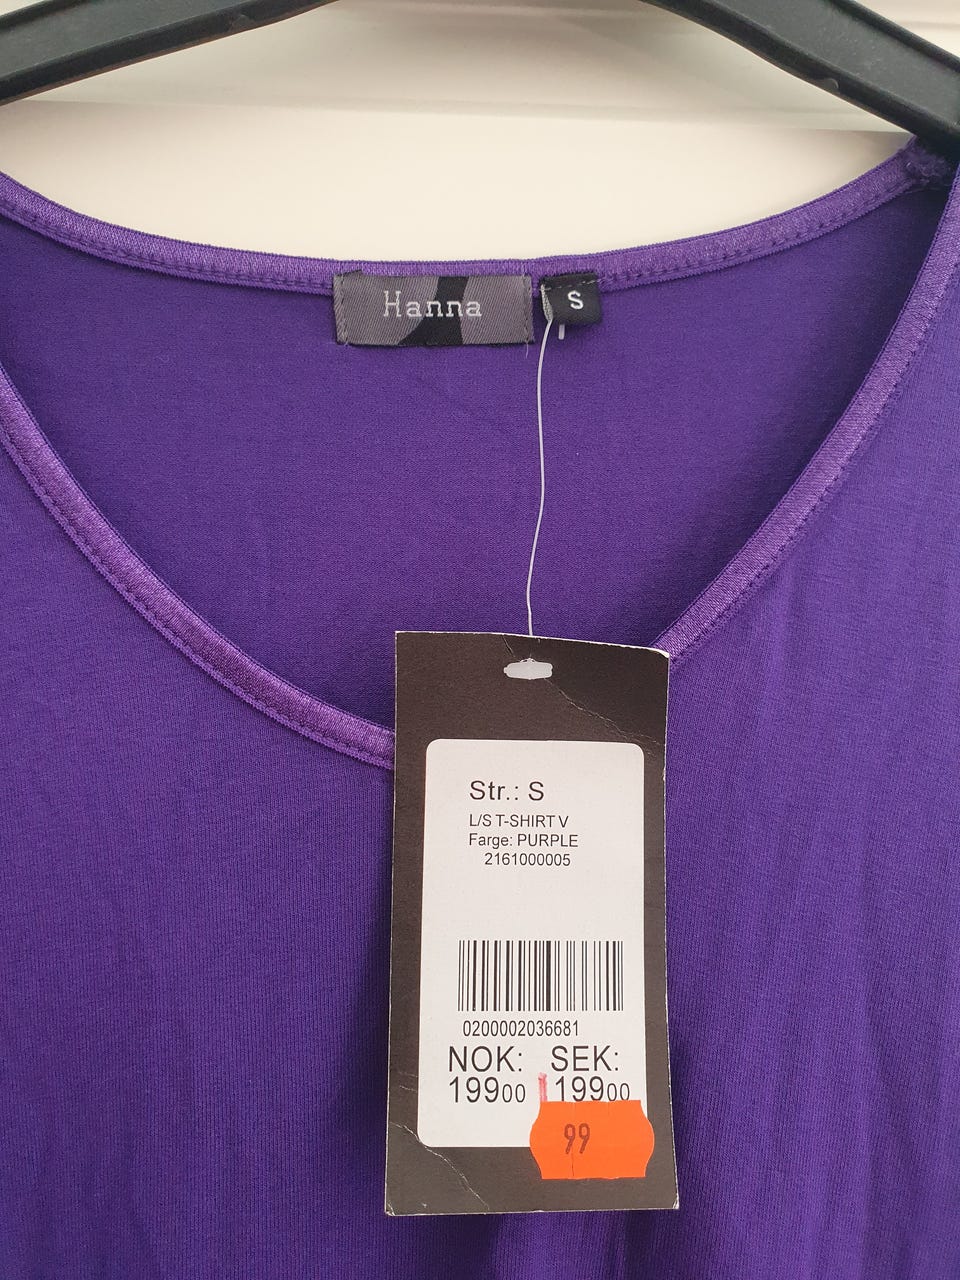 Hanna
S
Str.: S
L/S T-SHIRT V
Farge: PURPLE
2161000005
0200002036681
NOK: SEK:
19900 19900
99